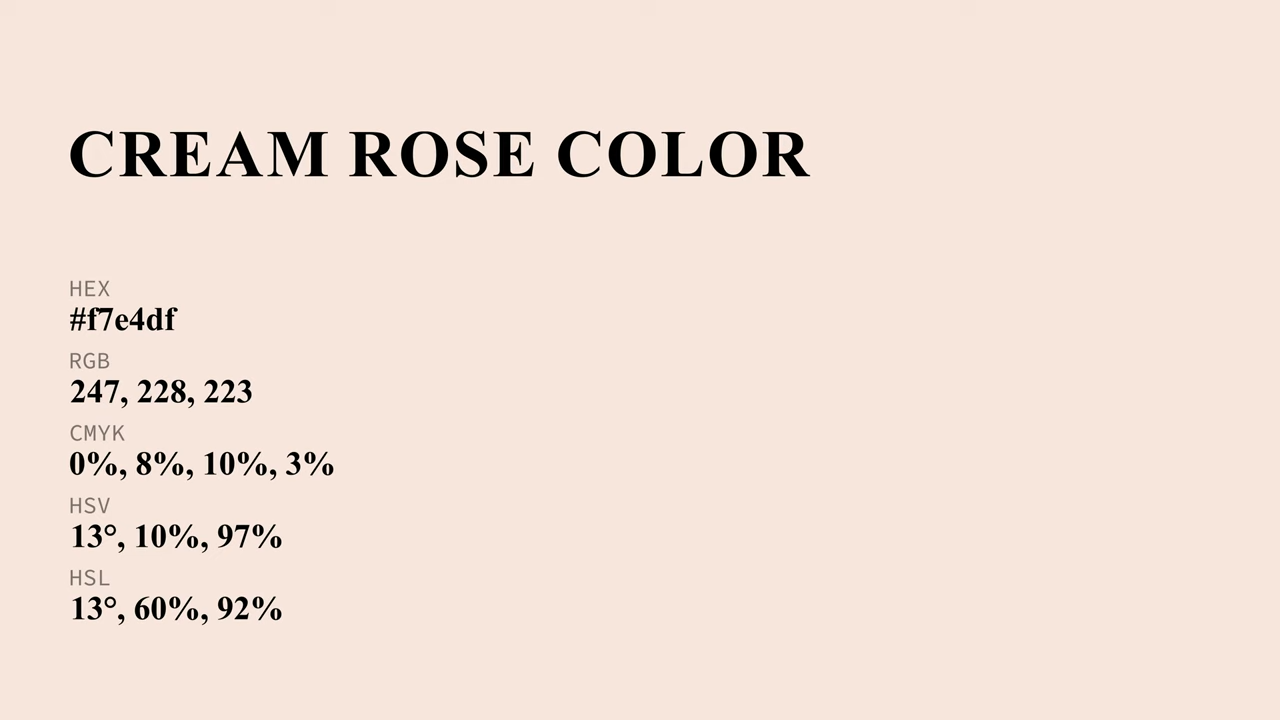 CREAM ROSE COLOR
HEX
#f7e4df
RGB
247, 228, 223
CMYK
0%, 8%, 10%, 3%
HSV
13°, 10%, 97%
HSL
13°, 60%, 92%